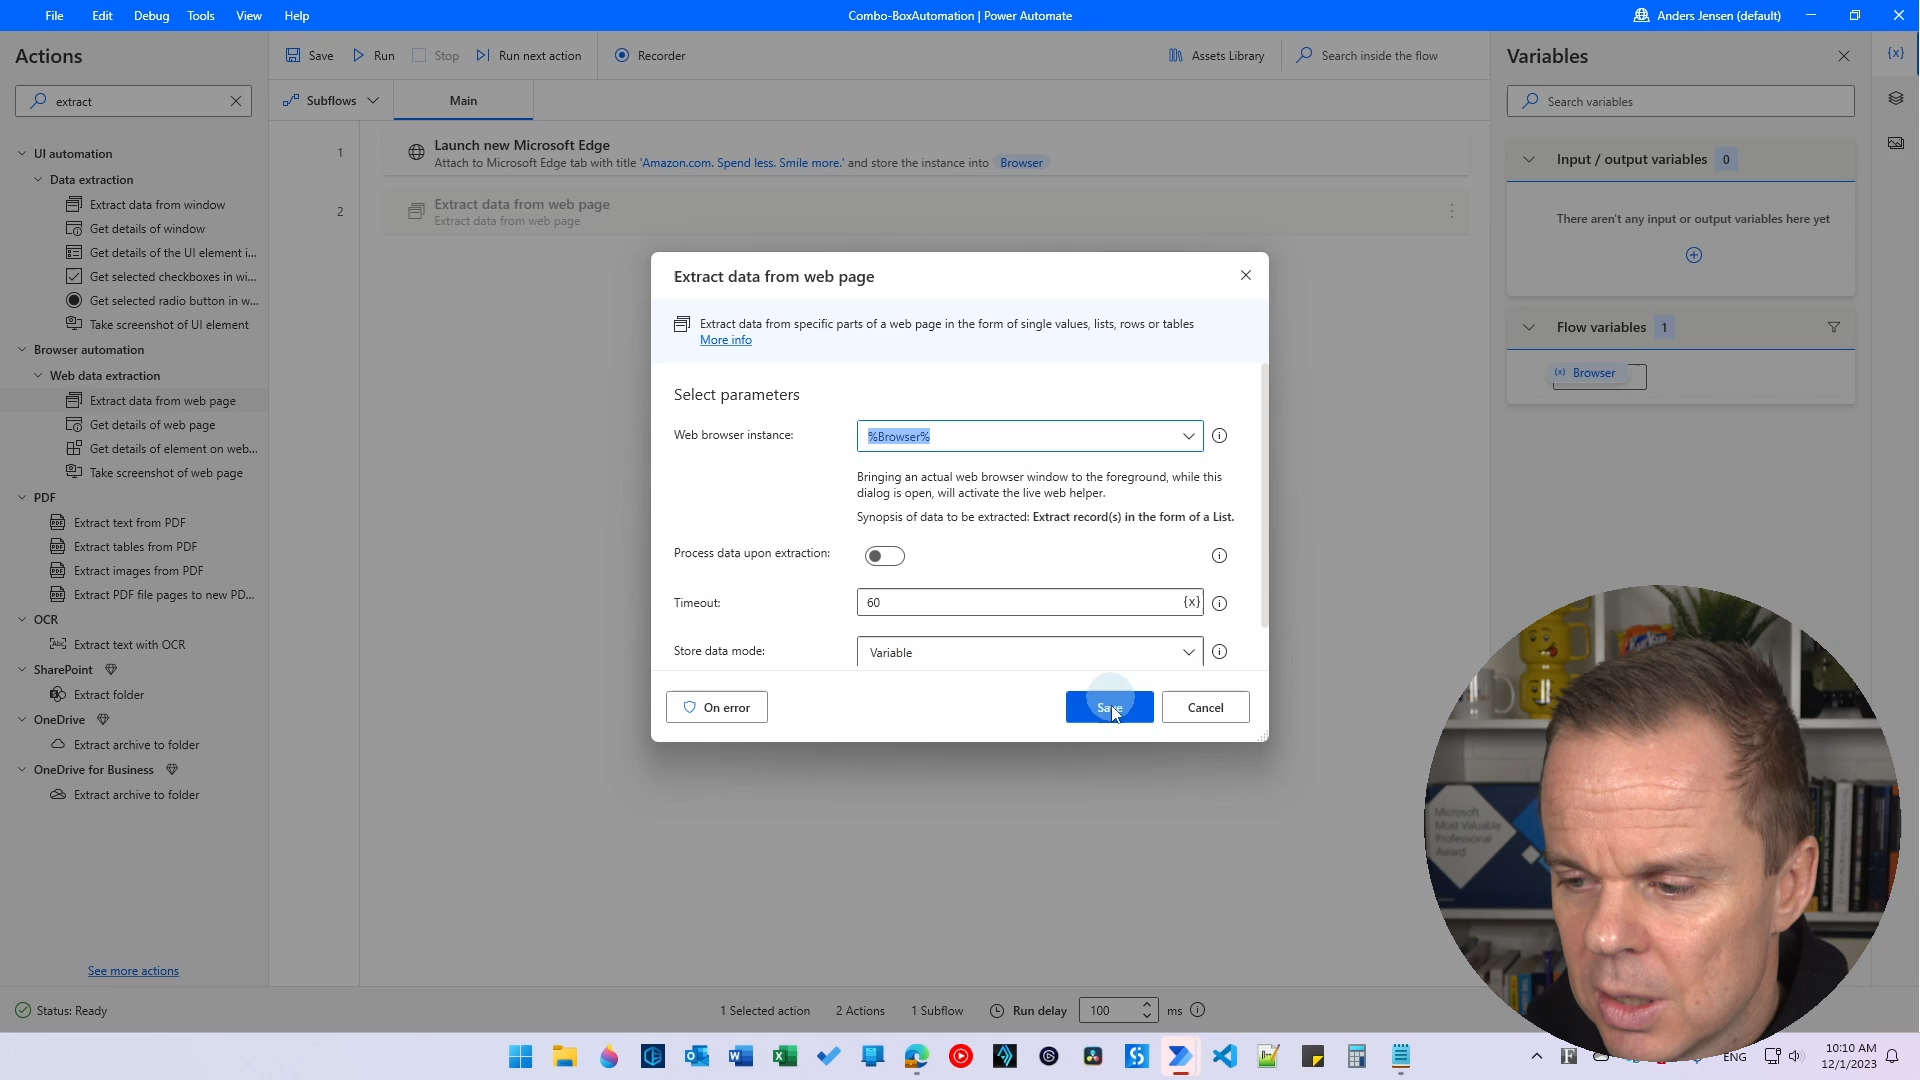 File Edit Debug Tools View Help
Combo-BoxAutomation | Power Automate
Anders Jensen (default)
Actions
extract
UI automation
Data extraction
Extract data from window
Get details of window
Get details of the UI element i...
Get selected checkboxes in wi...
Get selected radio button in w...
Take screenshot of UI element
Browser automation
Web data extraction
Extract data from web page
Get details of web page
Get details of element on web...
Take screenshot of web page
PDF
Extract text from PDF
Extract tables from PDF
Extract images from PDF
Extract PDF file pages to new PD...
OCR
Extract text with OCR
SharePoint
Extract folder
OneDrive
Extract archive to folder
OneDrive for Business
Extract archive to folder
See more actions
Save Run Stop Run next action Recorder
Assets Library Search inside the flow
Subflows Main
1
Launch new Microsoft Edge
Attach to Microsoft Edge tab with title 'Amazon.com. Spend less. Smile more.' and store the instance into Browser
2
Extract data from web page
Extract data from web page
Extract data from web page
Extract data from specific parts of a web page in the form of single values, lists, rows or tables
More info
Select parameters
Web browser instance: %Browser%
Bringing an actual web browser window to the foreground, while this
dialog is open, will activate the live web helper.
Synopsis of data to be extracted: Extract record(s) in the form of a List.
Process data upon extraction:
Timeout: 60 {x}
Store data mode: Variable
On error Save Cancel
Variables
{x}
Search variables
Input / output variables 0
There aren't any input or output variables here yet
Flow variables 1
(x) Browser
Microsoft
Most Valuable
Professional
Award
Status: Ready
1 Selected action 2 Actions 1 Subflow Run delay 100 ms
ENG
10:10 AM
12/1/2023